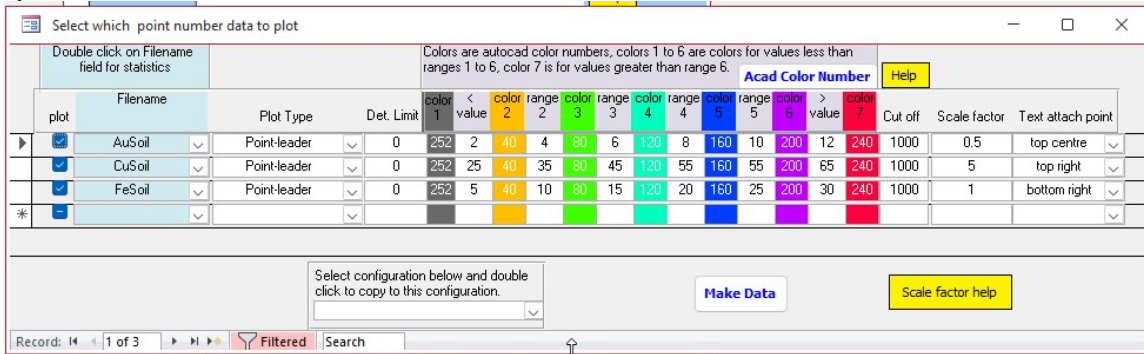 Select which point number data to plot
Double click on Filename
field for statistics
Colors are autocad color numbers, colors 1 to 6 are colors for values less than
ranges 1 to 6, color 7 is for values greater than range 6.
Acad Color Number
Help
plot Filename Plot Type Det. Limit color 1 < value color 2 range 2 color 3 range 3 color 4 range 4 color 5 range 5 color 6 > value color 7 Cut off Scale factor Text attach point
AuSoil Point-leader 0 252 2 40 4 80 6 120 8 160 10 200 12 240 1000 0.5 top centre
CuSoil Point-leader 0 252 25 40 35 80 45 120 55 160 55 200 65 240 1000 5 top right
FeSoil Point-leader 0 252 5 40 10 80 15 120 20 160 25 200 30 240 1000 1 bottom right
Select configuration below and double
click to copy to this configuration.
Make Data
Scale factor help
Record: 1 of 3 Filtered Search